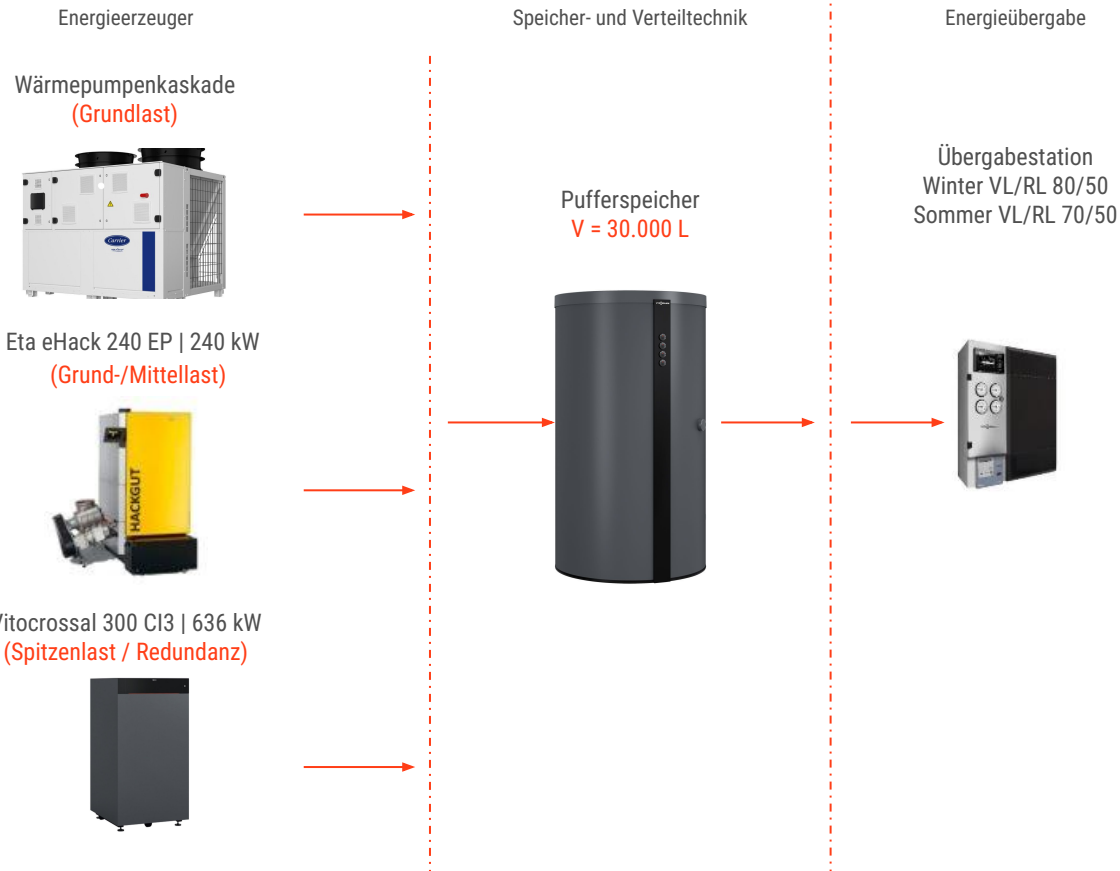 Energieerzeuger
Speicher- und Verteiltechnik
Energieübergabe
Wärmepumpenkaskade
(Grundlast)
Carrier
Eta eHack 240 EP | 240 kW
(Grund-/Mittellast)
HACKGUT
Vitocrossal 300 CI3 | 636 kW
(Spitzenlast / Redundanz)
Pufferspeicher
V = 30.000 L
Übergabestation
Winter VL/RL 80/50
Sommer VL/RL 70/50